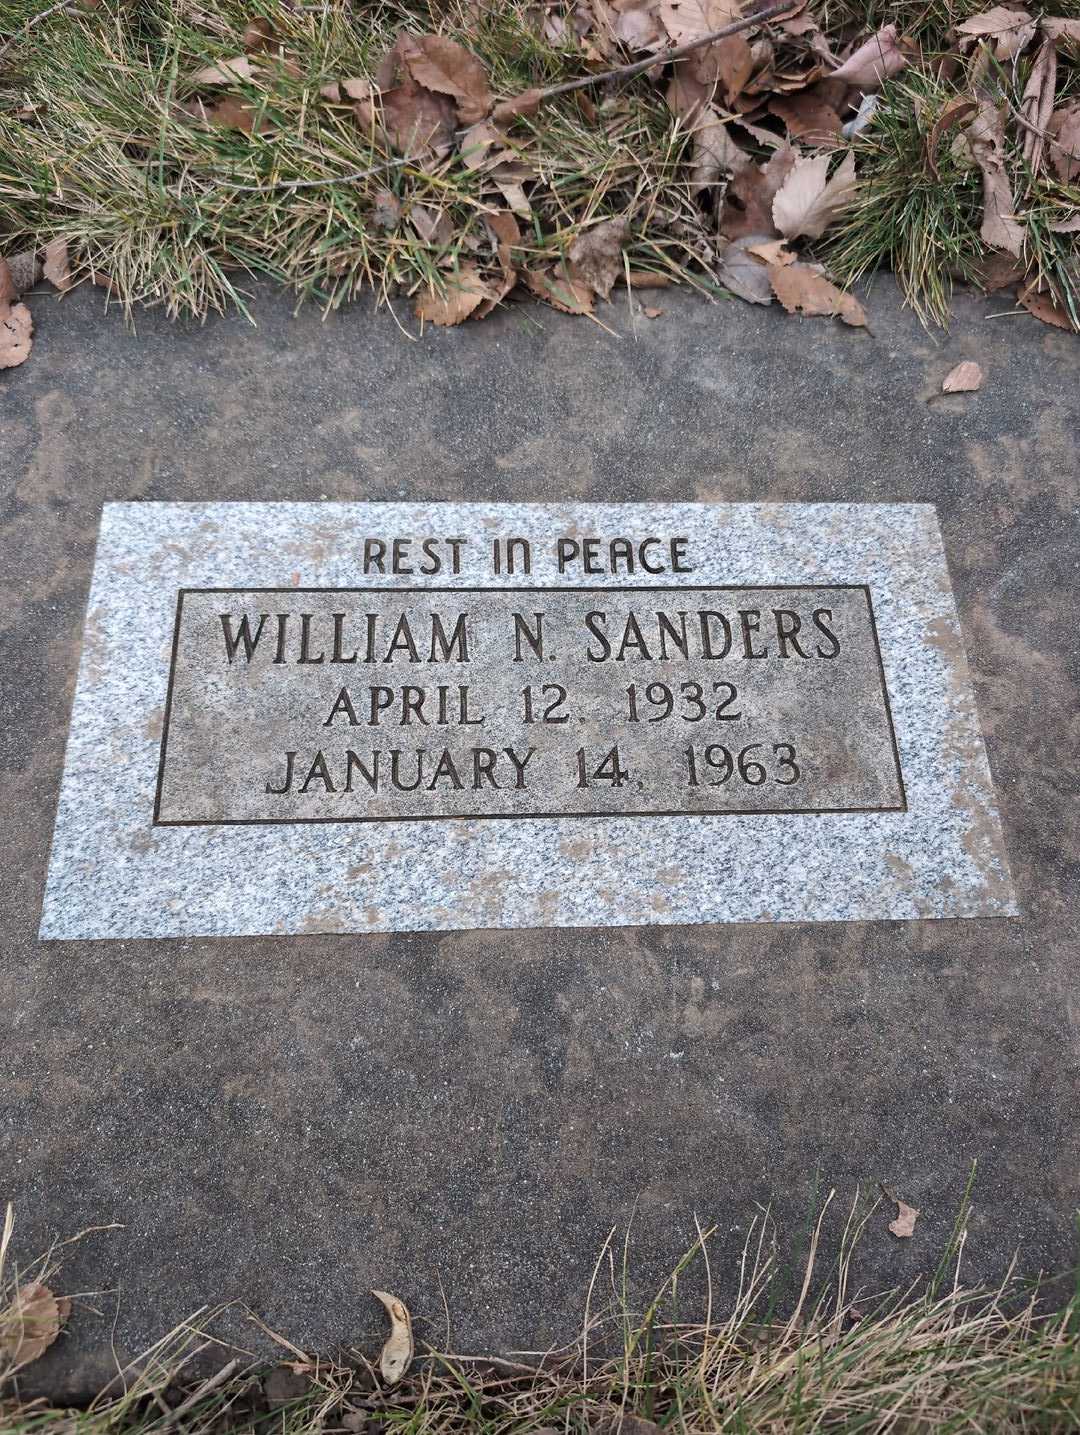 REST IN PEACE
WILLIAM N. SANDERS
APRIL 12, 1932
JANUARY 14, 1963